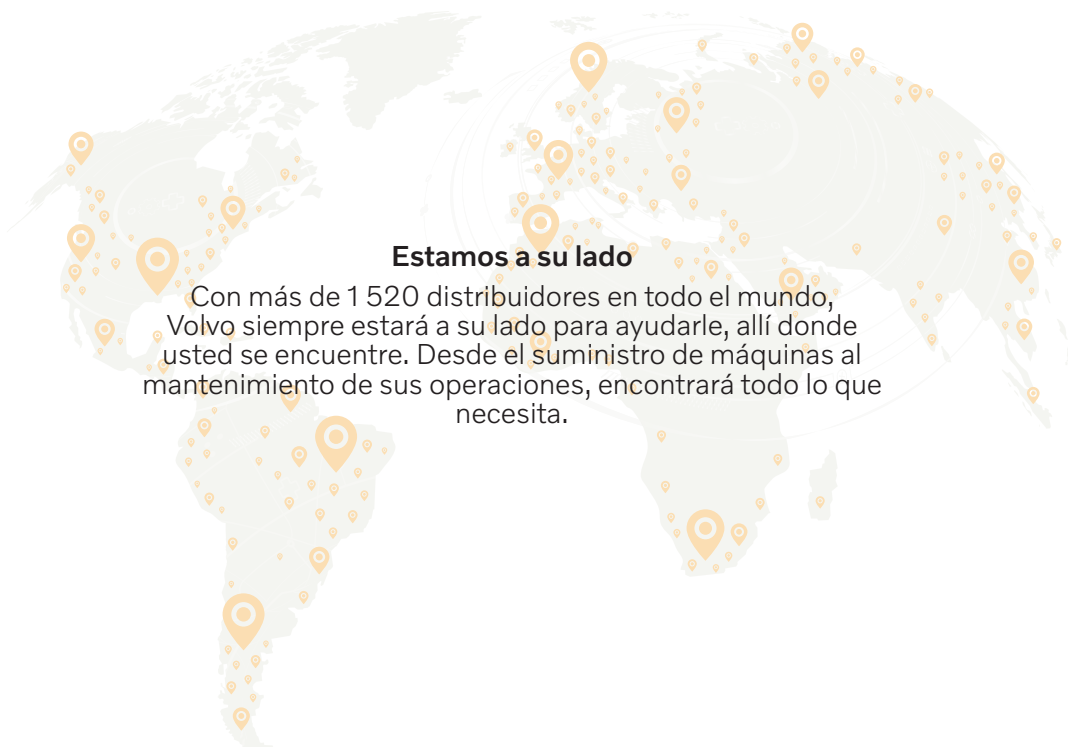 Estamos a su lado
Con más de 1 520 distribuidores en todo el mundo,
Volvo siempre estará a su lado para ayudarle, allí donde
usted se encuentre. Desde el suministro de máquinas al
mantenimiento de sus operaciones, encontrará todo lo que
necesita.